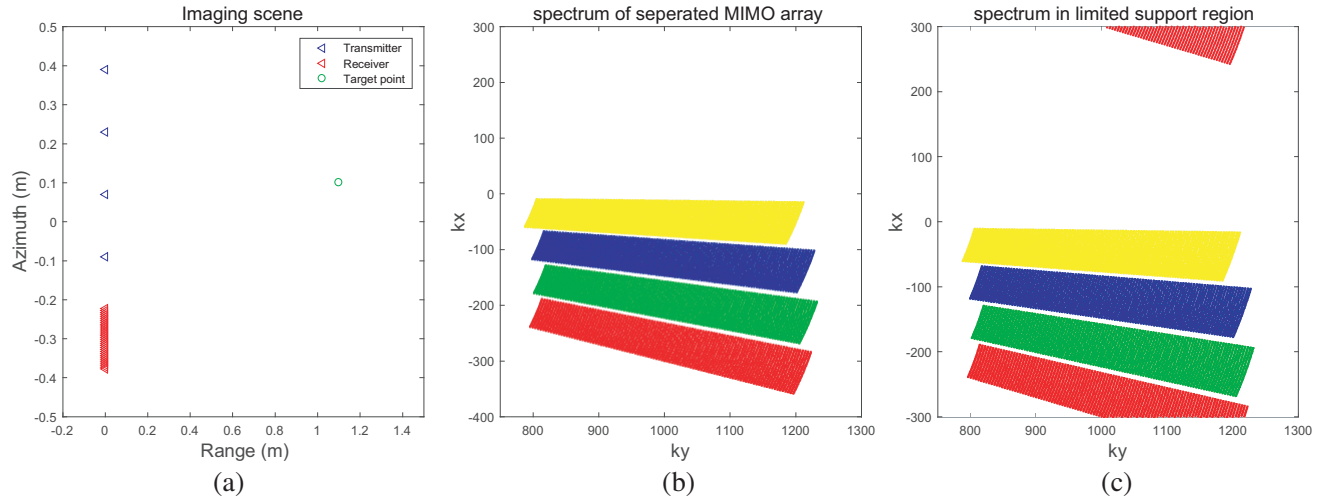 Imaging scene
0.5
0.4
0.3
0.2
0.1
0
-0.1
-0.2
-0.3
-0.4
-0.5
Azimuth (m)
-0.2 0 0.2 0.4 0.6 0.8 1 1.2 1.4
Range (m)
Transmitter
Receiver
Target point
(a)
spectrum of seperated MIMO array
300
200
100
0
-100
-200
-300
-400
kx
800 900 1000 1100 1200 1300
ky
(b)
spectrum in limited support region
300
200
100
0
-100
-200
-300
kx
800 900 1000 1100 1200 1300
ky
(c)